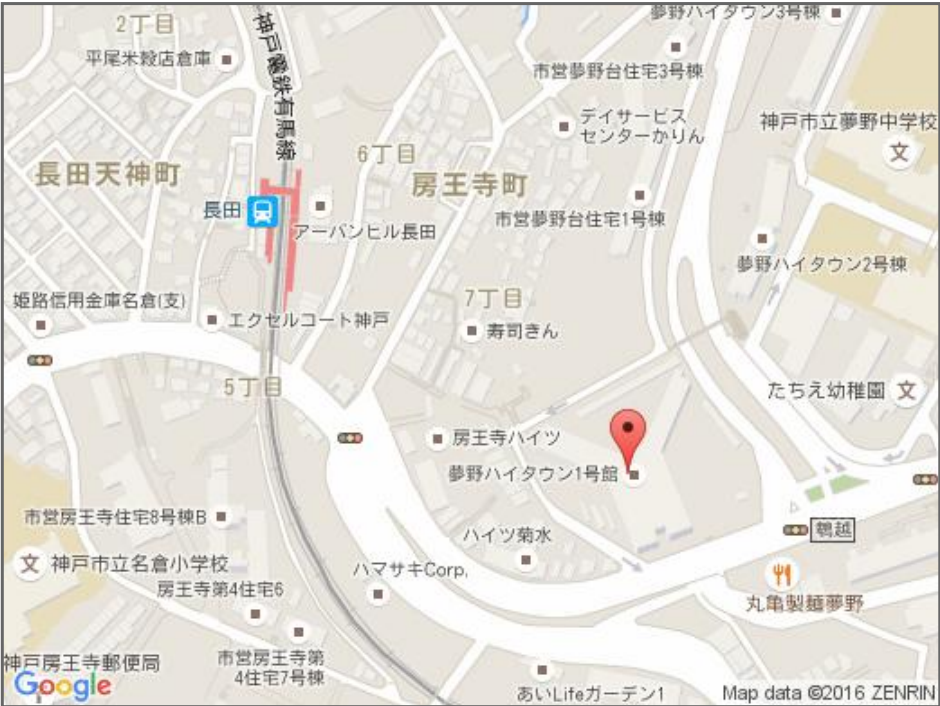 2丁目
夢野ハイタウン3号棟
平尾米穀店倉庫
神戸電鉄有馬線
市営夢野台住宅3号棟
デイサービス
センターかりん
神戸市立夢野中学校
文
6丁目
長田天神町
房王寺町
長田
アーバンヒル長田
市営夢野台住宅1号棟
夢野ハイタウン2号棟
7丁目
姫路信用金庫名倉(支)
エクセルコート神戸
寿司きん
5丁目
たちえ幼稚園
文
房王寺ハイツ
夢野ハイタウン1号館
市営房王寺住宅8号棟B
鵯越
ハイツ菊水
文
神戸市立名倉小学校
ハマサキCorp.
房王寺第4住宅6
丸亀製麺夢野
神戸房王寺郵便局
市営房王寺第
4住宅7号棟
Google
あいLifeガーデン1
Map data ©2016 ZENRIN